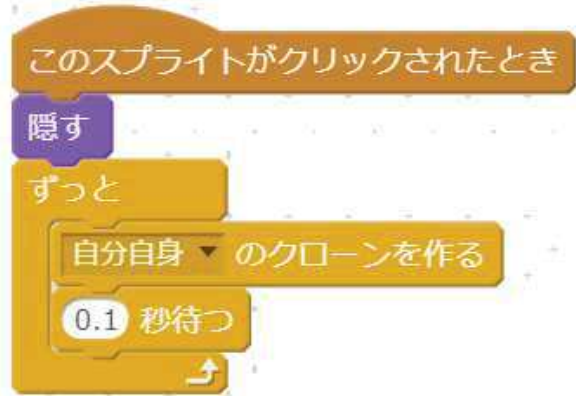 このスプライトがクリックされたとき
隠す
ずっと
自分自身 のクローンを作る
0.1 秒待つ